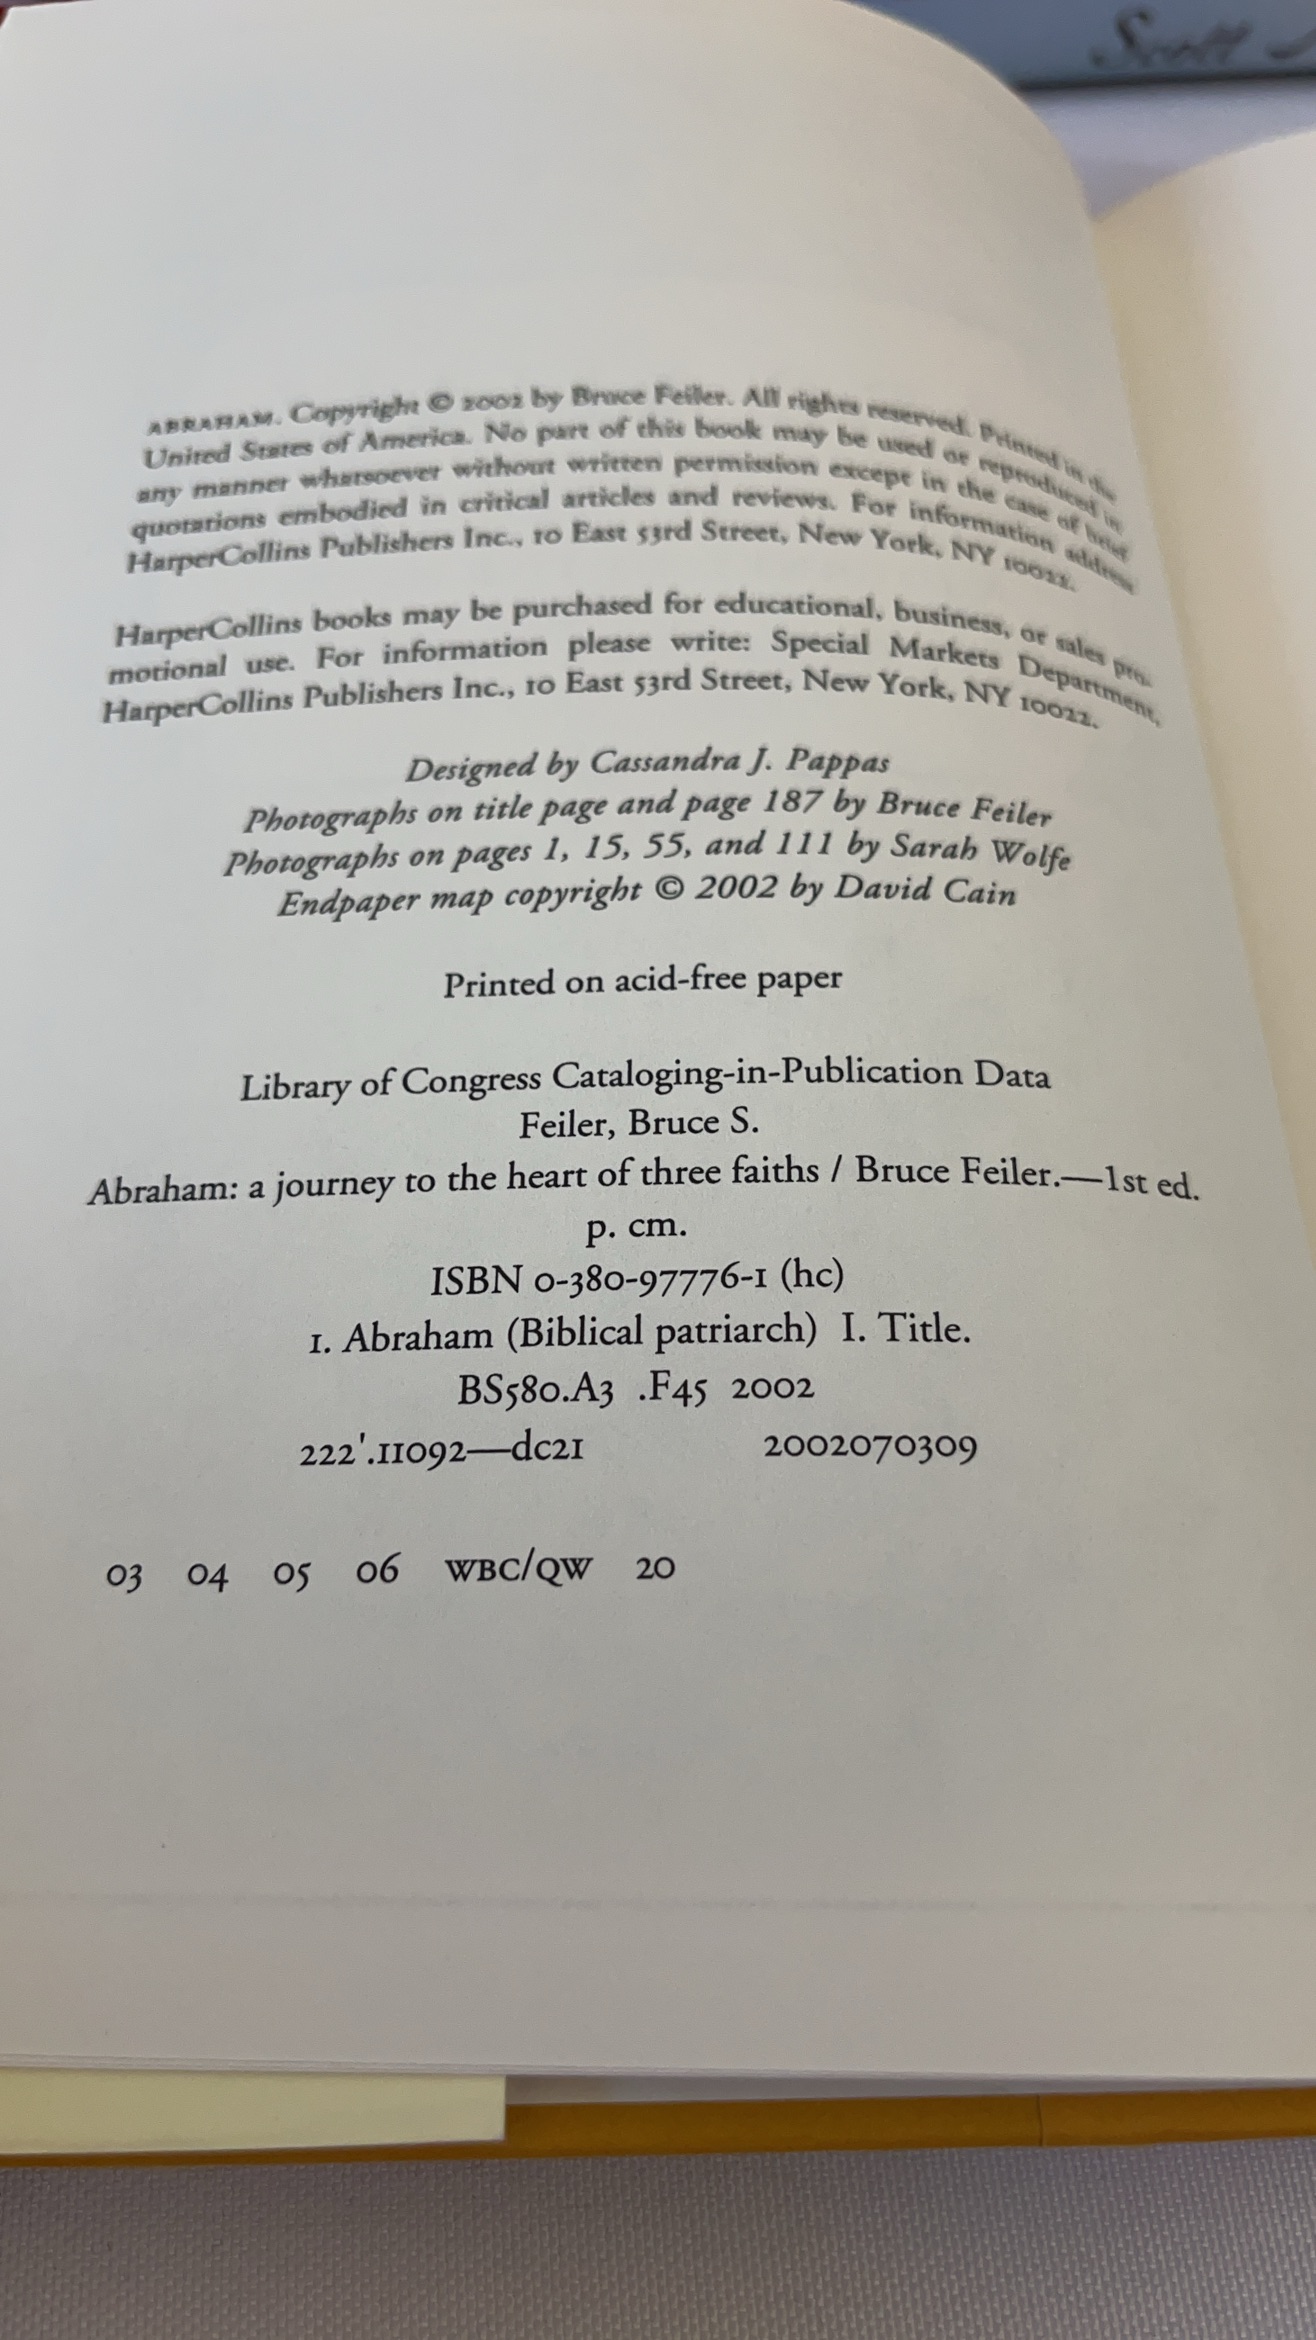 Scott
ABRAHAM. Copyright © 2002 by Bruce Feiler. All rights reserved. Printed in the
United States of America. No part of this book may be used or reproduced in
any manner whatsoever without written permission except in the case of brief
quotations embodied in critical articles and reviews. For information address
HarperCollins Publishers Inc., 10 East 53rd Street, New York, NY 10022.
HarperCollins books may be purchased for educational, business, or sales pro-
motional use. For information please write: Special Markets Department,
HarperCollins Publishers Inc., 10 East 53rd Street, New York, NY 10022.
Designed by Cassandra J. Pappas
Photographs on title page and page 187 by Bruce Feiler
Photographs on pages 1, 15, 55, and 111 by Sarah Wolfe
Endpaper map copyright © 2002 by David Cain
Printed on acid-free paper
Library of Congress Cataloging-in-Publication Data
Feiler, Bruce S.
Abraham: a journey to the heart of three faiths / Bruce Feiler.—1st ed.
p. cm.
ISBN 0-380-97776-1 (hc)
1. Abraham (Biblical patriarch) I. Title.
BS580.A3 .F45 2002
222'.11092—dc21 2002070309
03 04 05 06 WBC/QW 20